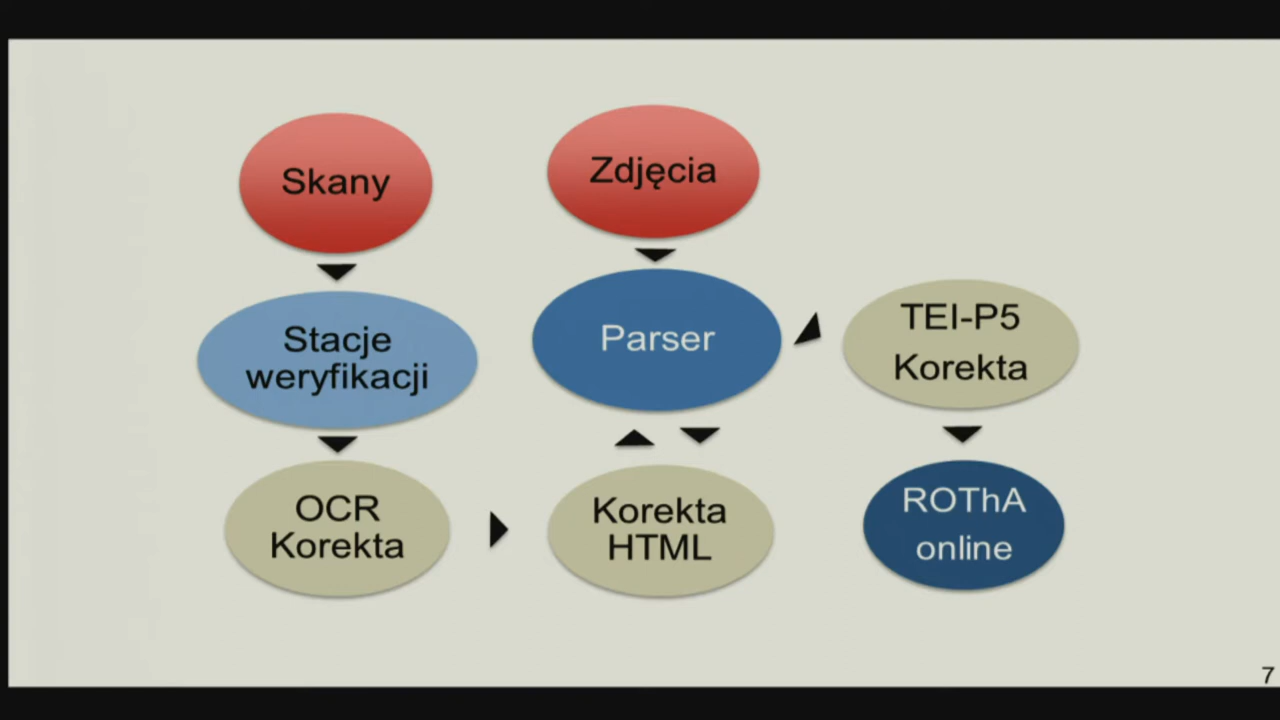 Skany
Zdjęcia
Stacje
weryfikacji
Parser
TEI-P5
Korekta
OCR
Korekta
Korekta
HTML
ROThA
online
7